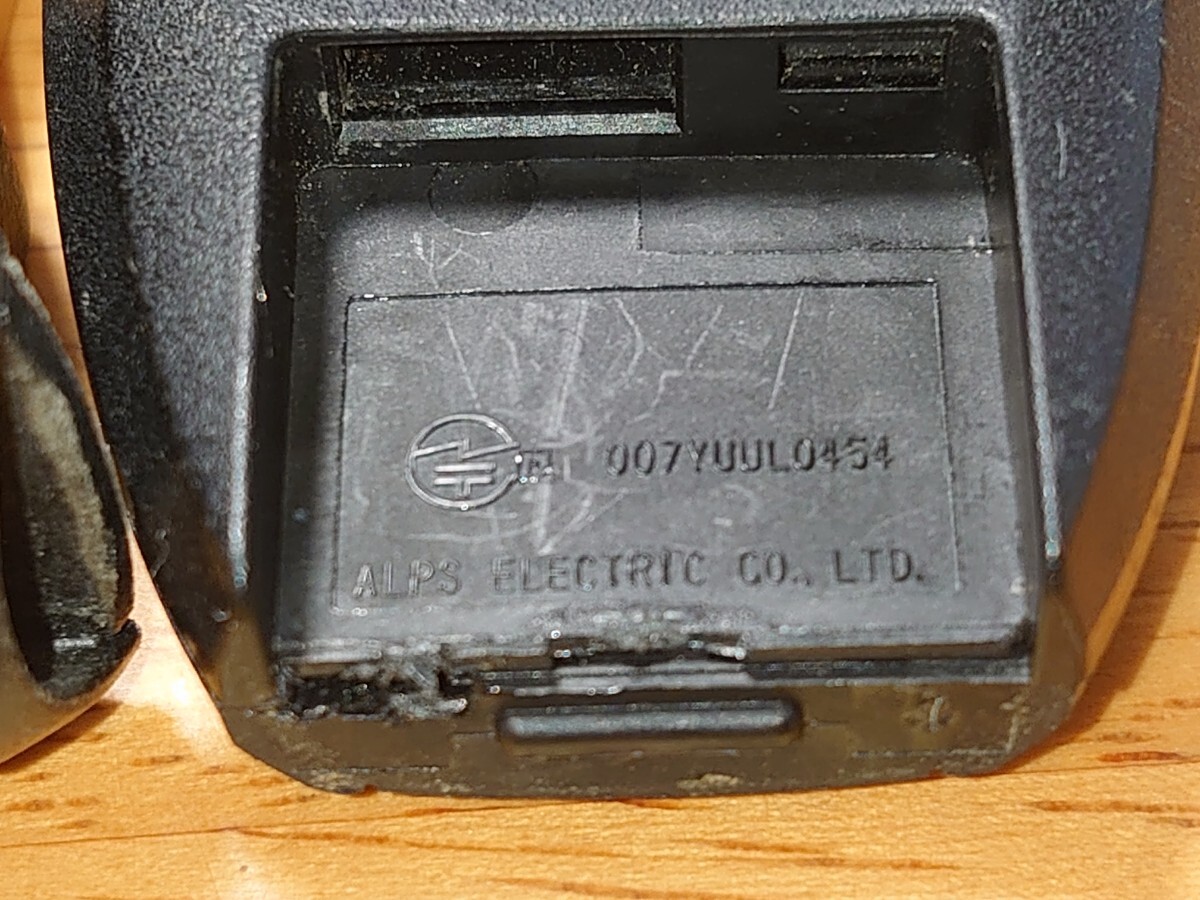 R 007YUUL0454
ALPS ELECTRIC CO., LTD.